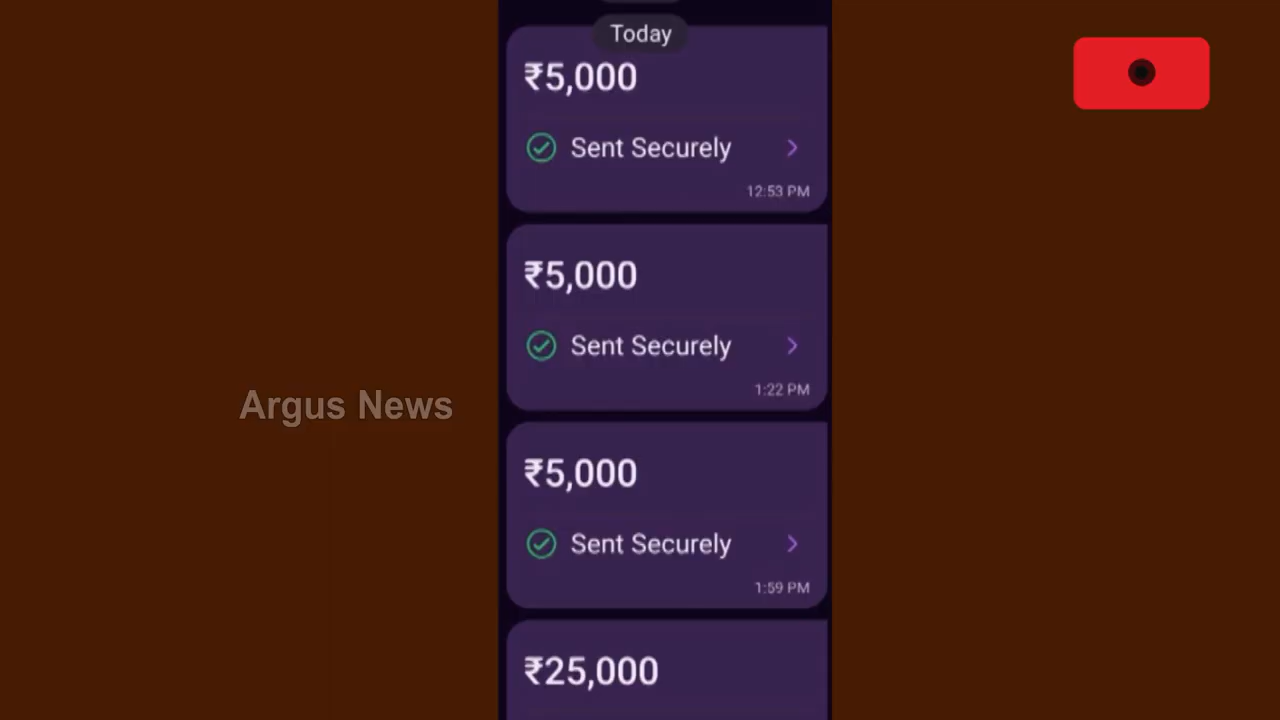 Today
₹5,000
Sent Securely
12:53 PM
₹5,000
Sent Securely
1:22 PM
Argus News
₹5,000
Sent Securely
1:59 PM
₹25,000